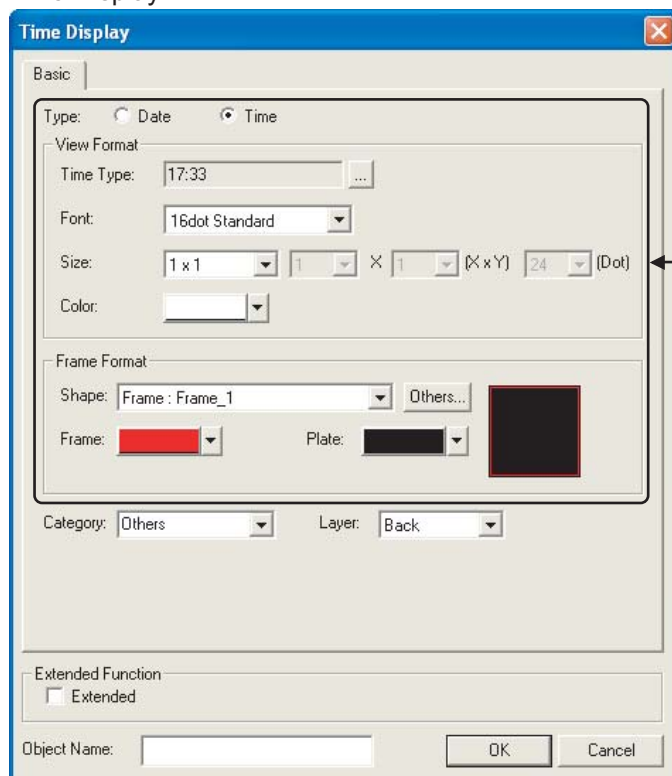 Time Display
Basic
Type: Date Time
View Format
Time Type: 17:33 ...
Font: 16dot Standard
Size: 1 x 1 1 X 1 (X x Y) 24 (Dot)
Color:
Frame Format
Shape: Frame : Frame_1 Others...
Frame: Plate:
Category: Others Layer: Back
Extended Function
Extended
Object Name: OK Cancel